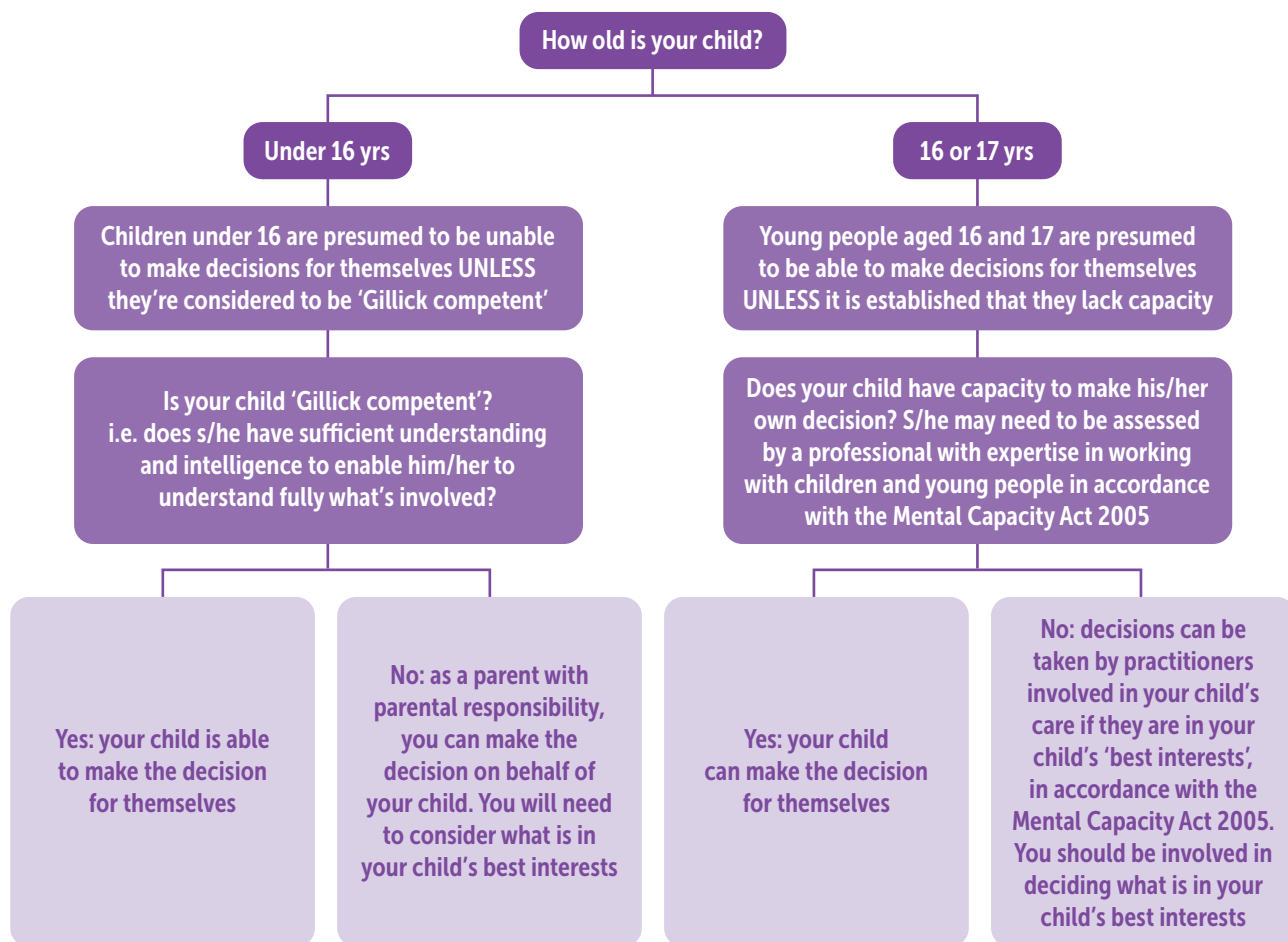 How old is your child?
Under 16 yrs
16 or 17 yrs
Children under 16 are presumed to be unable
to make decisions for themselves UNLESS
they’re considered to be ‘Gillick competent’
Young people aged 16 and 17 are presumed
to be able to make decisions for themselves
UNLESS it is established that they lack capacity
Is your child ‘Gillick competent’?
i.e. does s/he have sufficient understanding
and intelligence to enable him/her to
understand fully what’s involved?
Does your child have capacity to make his/her
own decision? S/he may need to be assessed
by a professional with expertise in working
with children and young people in accordance
with the Mental Capacity Act 2005
Yes: your child is able
to make the decision
for themselves
No: as a parent with
parental responsibility,
you can make the
decision on behalf of
your child. You will need
to consider what is in
your child’s best interests
Yes: your child
can make the decision
for themselves
No: decisions can be
taken by practitioners
involved in your child’s
care if they are in your
child’s ‘best interests’,
in accordance with the
Mental Capacity Act 2005.
You should be involved in
deciding what is in your
child’s best interests